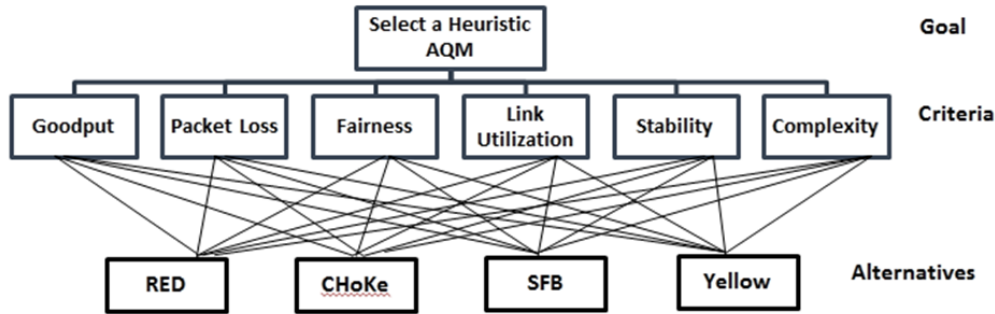 Select a Heuristic
AQM
Goal
Goodput
Packet Loss
Fairness
Link
Utilization
Stability
Complexity
Criteria
RED
CHoKe
SFB
Yellow
Alternatives